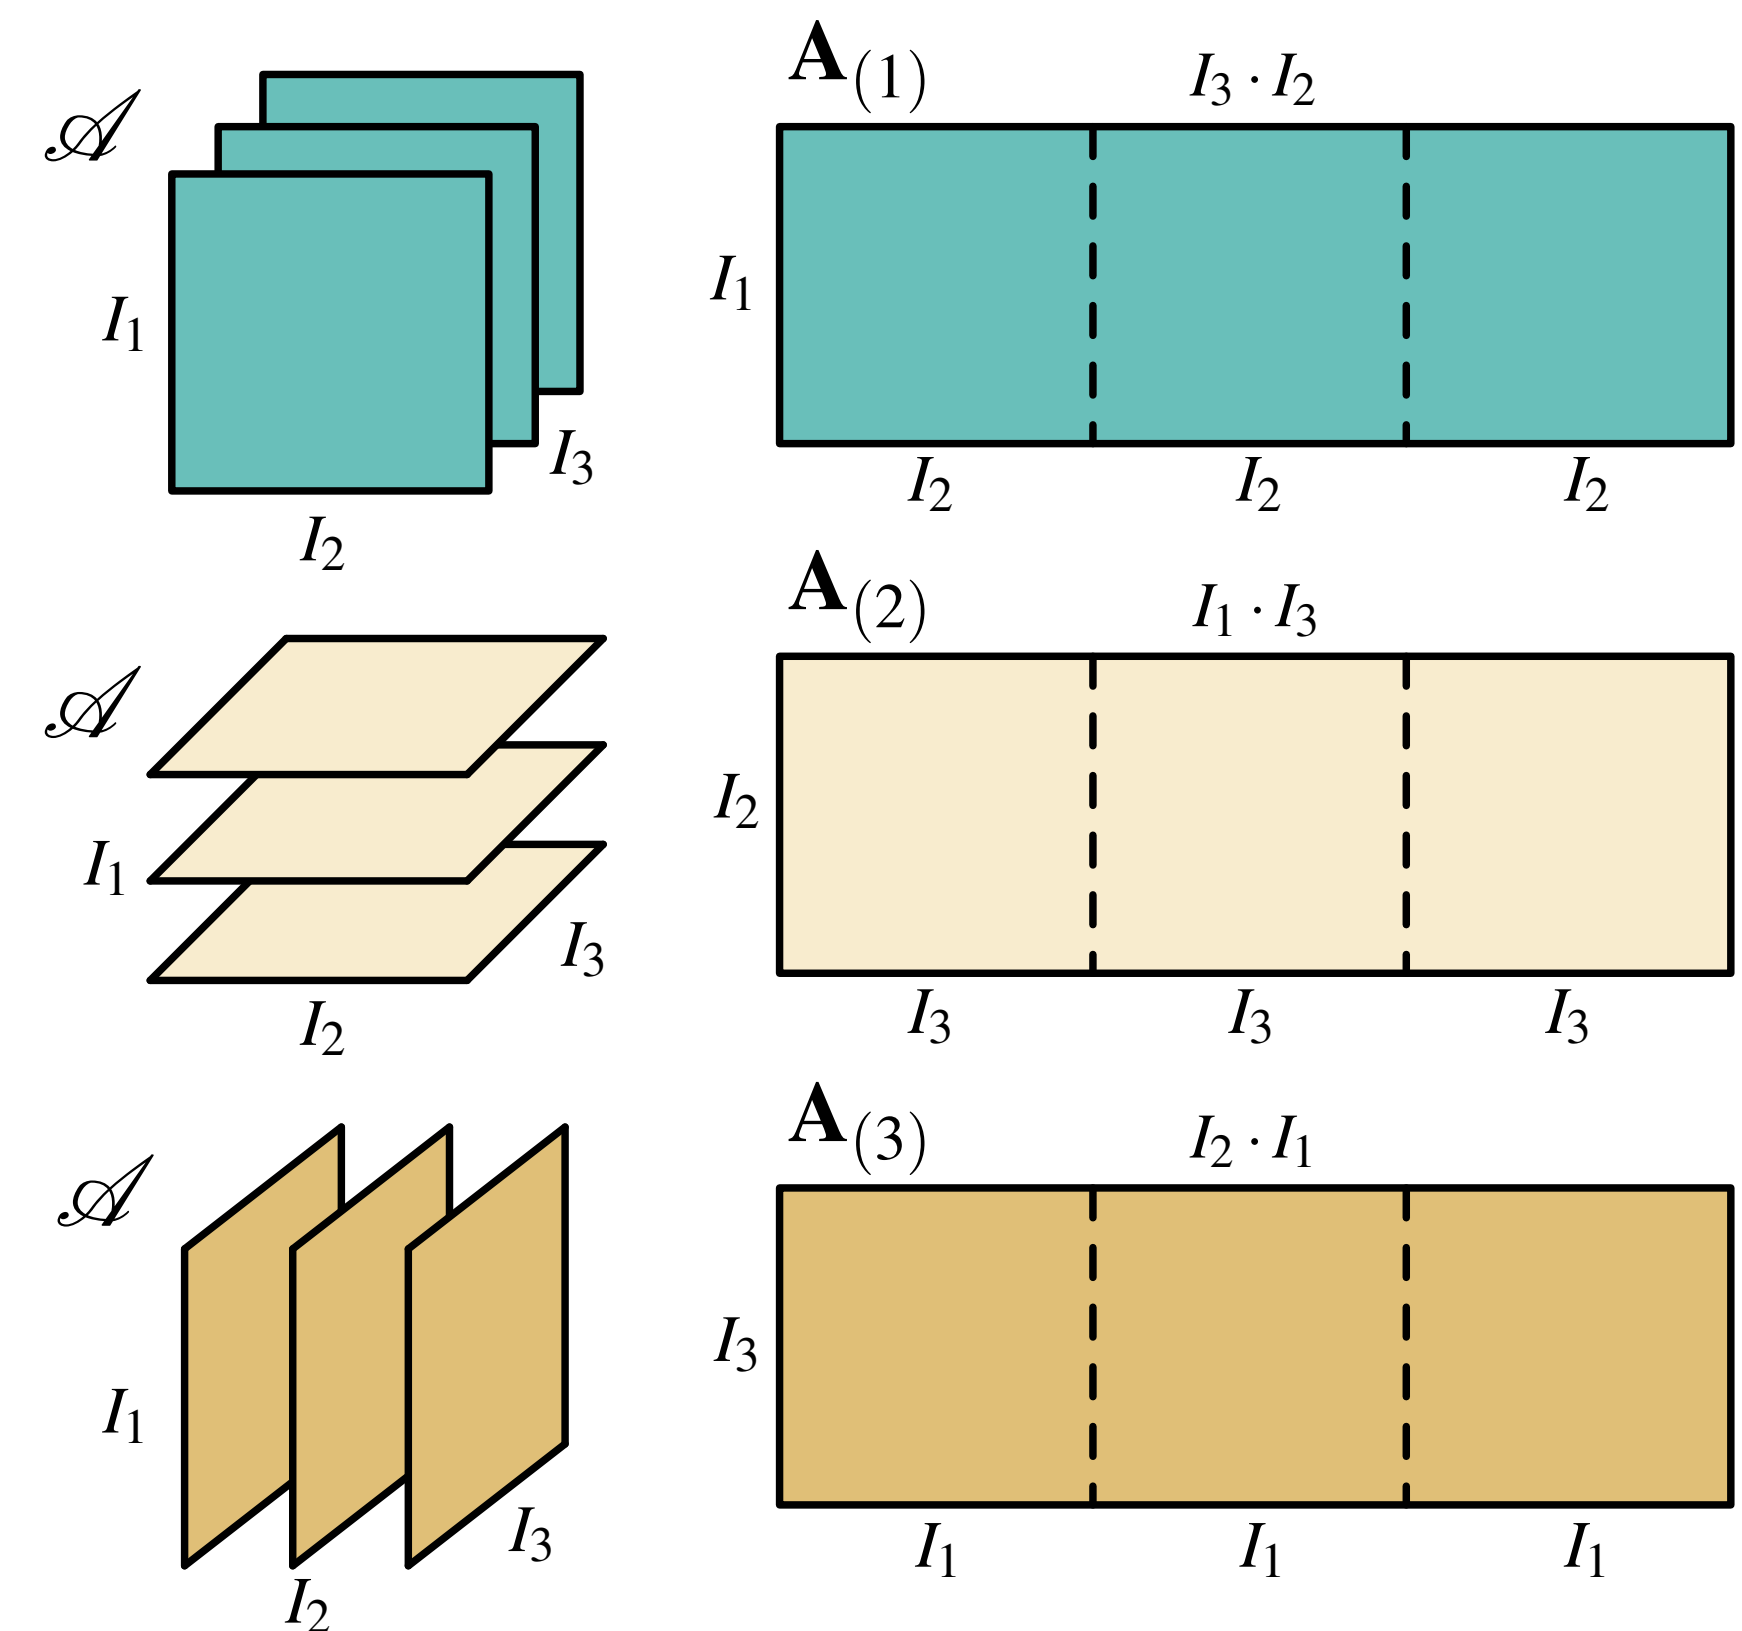 𝒜
I₁
I₂
I₃
A₍₁₎
I₃ · I₂
I₁
I₂ I₂ I₂
𝒜
I₁
I₂
I₃
A₍₂₎
I₁ · I₃
I₂
I₃ I₃ I₃
𝒜
I₁
I₂
I₃
A₍₃₎
I₂ · I₁
I₃
I₁ I₁ I₁